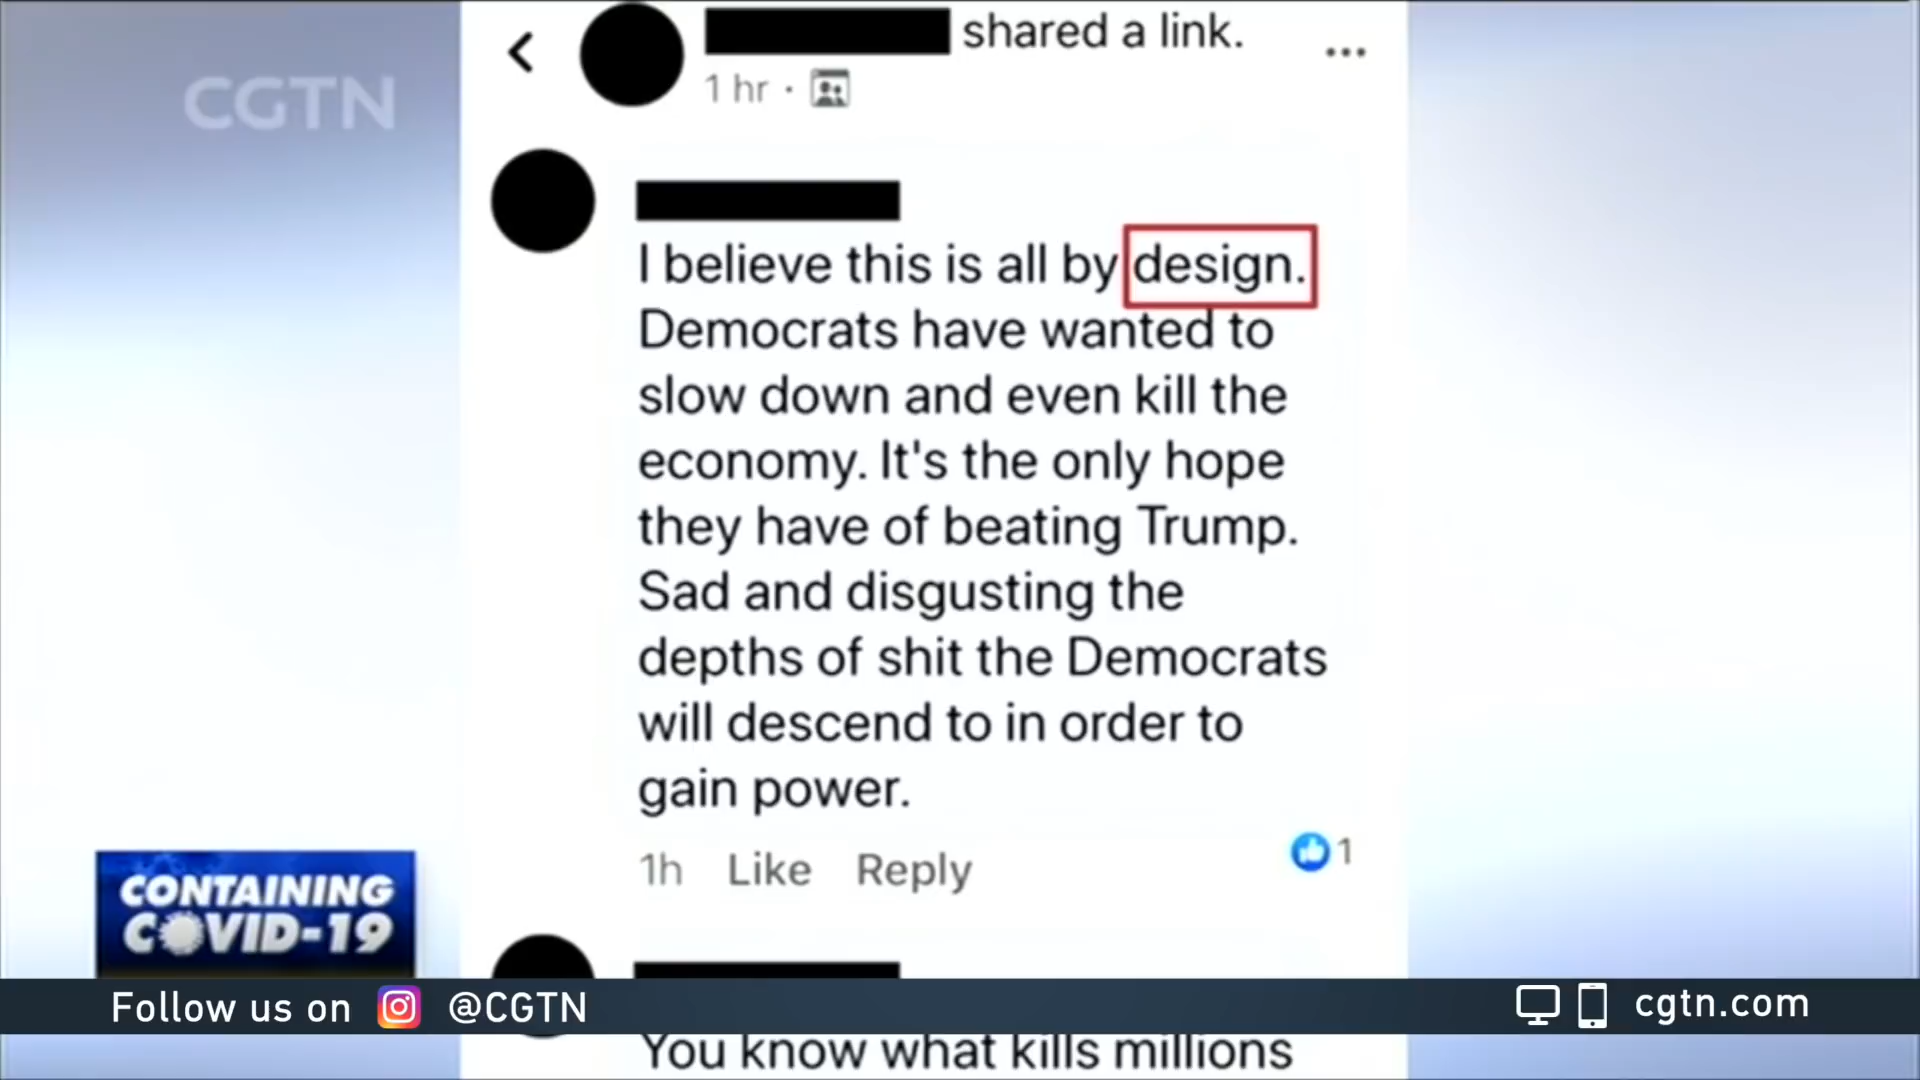 CGTN
shared a link.
1 hr ·
I believe this is all by design.
Democrats have wanted to
slow down and even kill the
economy. It's the only hope
they have of beating Trump.
Sad and disgusting the
depths of shit the Democrats
will descend to in order to
gain power.
1h Like Reply
1
CONTAINING
COVID-19
Follow us on @CGTN
cgtn.com
You know what kills millions